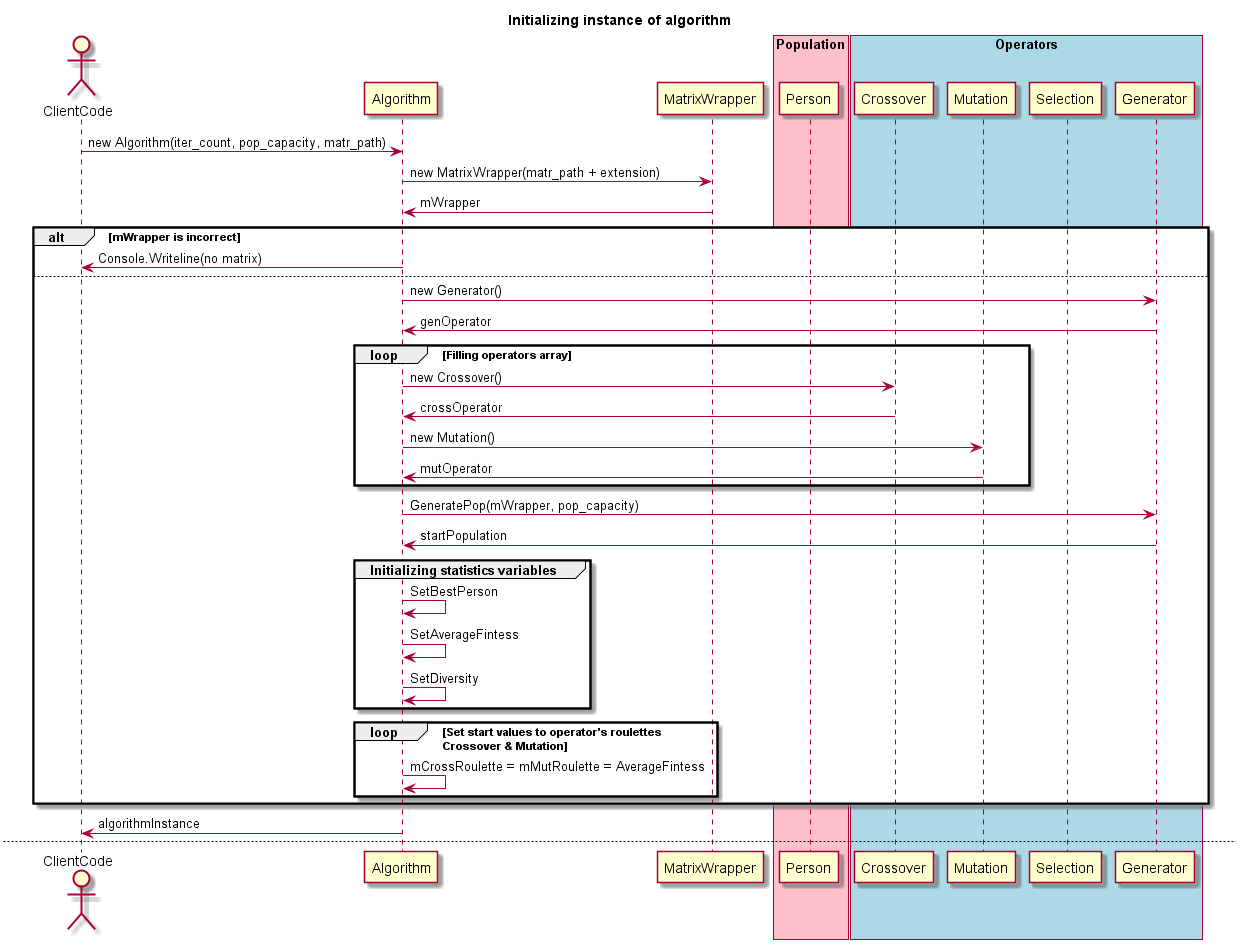 Initializing instance of algorithm
Population
Operators
ClientCode
Algorithm
MatrixWrapper
Person
Crossover
Mutation
Selection
Generator
new Algorithm(iter_count, pop_capacity, matr_path)
new MatrixWrapper(matr_path + extension)
mWrapper
alt
[mWrapper is incorrect]
Console.Writeline(no matrix)
new Generator()
genOperator
loop
[Filling operators array]
new Crossover()
crossOperator
new Mutation()
mutOperator
GeneratePop(mWrapper, pop_capacity)
startPopulation
Initializing statistics variables
SetBestPerson
SetAverageFintess
SetDiversity
loop
[Set start values to operator's roulettes
Crossover & Mutation]
mCrossRoulette = mMutRoulette = AverageFintess
algorithmInstance
ClientCode
Algorithm
MatrixWrapper
Person
Crossover
Mutation
Selection
Generator